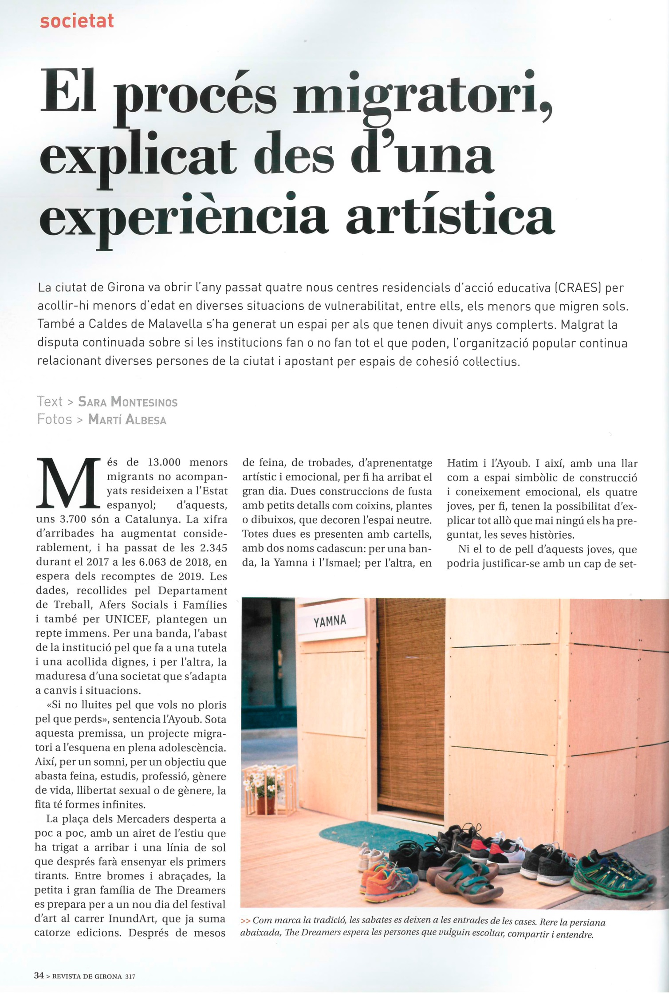 societat
El procés migratori,
explicat des d'una
experiència artística
La ciutat de Girona va obrir l'any passat quatre nous centres residencials d'acció educativa (CRAES) per
acollir-hi menors d'edat en diverses situacions de vulnerabilitat, entre ells, els menors que migren sols.
També a Caldes de Malavella s'ha generat un espai per als que tenen divuit anys complerts. Malgrat la
disputa continuada sobre si les institucions fan o no fan tot el que poden, l'organització popular continua
relacionant diverses persones de la ciutat i apostant per espais de cohesió col·lectius.
Text > SARA MONTESINOS
Fotos > MARTÍ ALBESA
Més de 13.000 menors
migrants no acompan-
yats resideixen a l'Estat
espanyol; d'aquests,
uns 3.700 són a Catalunya. La xifra
d'arribades ha augmentat conside-
rablement, i ha passat de les 2.345
durant el 2017 a les 6.063 de 2018, en
espera dels recomptes de 2019. Les
dades, recollides pel Departament
de Treball, Afers Socials i Famílies
i també per UNICEF, plantegen un
repte immens. Per una banda, l'abast
de la institució pel que fa a una tutela
i una acollida dignes, i per l'altra, la
maduresa d'una societat que s'adapta
a canvis i situacions.
«Si no lluites pel que vols no ploris
pel que perds», sentencia l'Ayoub. Sota
aquesta premissa, un projecte migra-
tori a l'esquena en plena adolescència.
Així, per un somni, per un objectiu que
abasta feina, estudis, professió, gènere
de vida, llibertat sexual o de gènere, la
fita té formes infinites.
La plaça dels Mercaders desperta a
poc a poc, amb un airet de l'estiu que
ha trigat a arribar i una línia de sol
que després farà ensenyar els primers
tirants. Entre bromes i abraçades, la
petita i gran família de The Dreamers
es prepara per a un nou dia del festival
d'art al carrer InundArt, que ja suma
catorze edicions. Després de mesos
de feina, de trobades, d'aprenentatge
artístic i emocional, per fi ha arribat el
gran dia. Dues construccions de fusta
amb petits detalls com coixins, plantes
o dibuixos, que decoren l'espai neutre.
Totes dues es presenten amb cartells,
amb dos noms cadascun: per una ban-
da, la Yamna i l'Ismael; per l'altra, en
Hatim i l'Ayoub. I així, amb una llar
com a espai simbòlic de construcció
i coneixement emocional, els quatre
joves, per fi, tenen la possibilitat d'ex-
plicar tot allò que mai ningú els ha pre-
guntat, les seves històries.
Ni el to de pell d'aquests joves, que
podria justificar-se amb un cap de set-
YAMNA
>> Com marca la tradició, les sabates es deixen a les entrades de les cases. Rere la persiana
abaixada, The Dreamers espera les persones que vulguin escoltar, compartir i entendre.
34 > REVISTA DE GIRONA 317